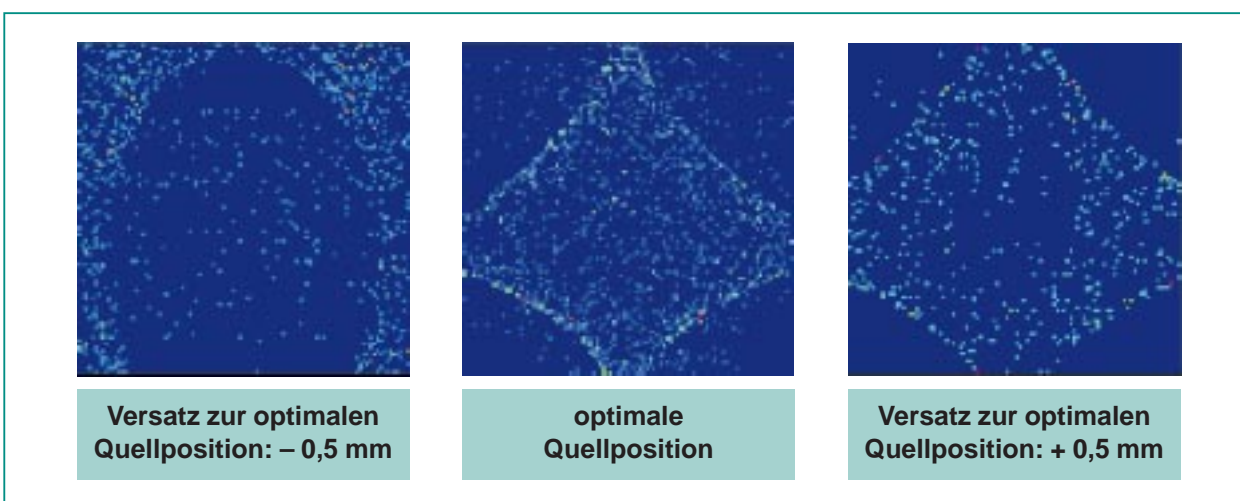 Versatz zur optimalen
Quellposition: – 0,5 mm
optimale
Quellposition
Versatz zur optimalen
Quellposition: + 0,5 mm